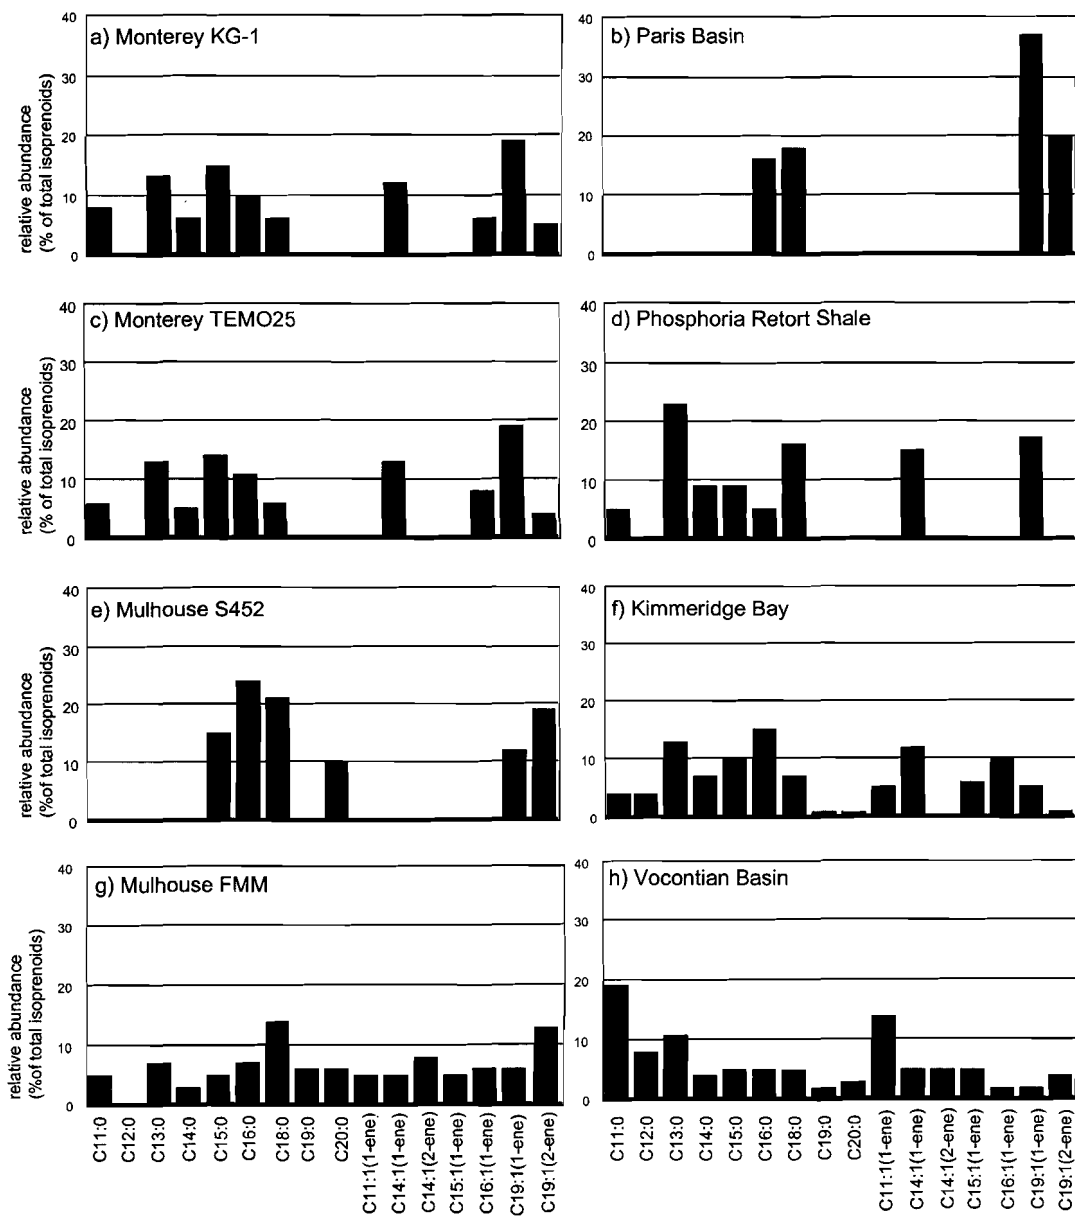 a) Monterey KG-1
40
30
20
10
0
relative abundance
(% of total isoprenoids)
b) Paris Basin
40
30
20
10
0
c) Monterey TEMO25
40
30
20
10
0
relative abundance
(% of total isoprenoids)
d) Phosphoria Retort Shale
40
30
20
10
0
e) Mulhouse S452
40
30
20
10
0
relative abundance
(%of total isoprenoids)
f) Kimmeridge Bay
40
30
20
10
0
g) Mulhouse FMM
40
30
20
10
0
relative abundance
(%of total isoprenoids)
h) Vocontian Basin
40
30
20
10
0
C11:0
C12:0
C13:0
C14:0
C15:0
C16:0
C18:0
C19:0
C20:0
C11:1(1-ene)
C14:1(1-ene)
C14:1(2-ene)
C15:1(1-ene)
C16:1(1-ene)
C19:1(1-ene)
C19:1(2-ene)
C11:0
C12:0
C13:0
C14:0
C15:0
C16:0
C18:0
C19:0
C20:0
C11:1(1-ene)
C14:1(1-ene)
C14:1(2-ene)
C15:1(1-ene)
C16:1(1-ene)
C19:1(1-ene)
C19:1(2-ene)